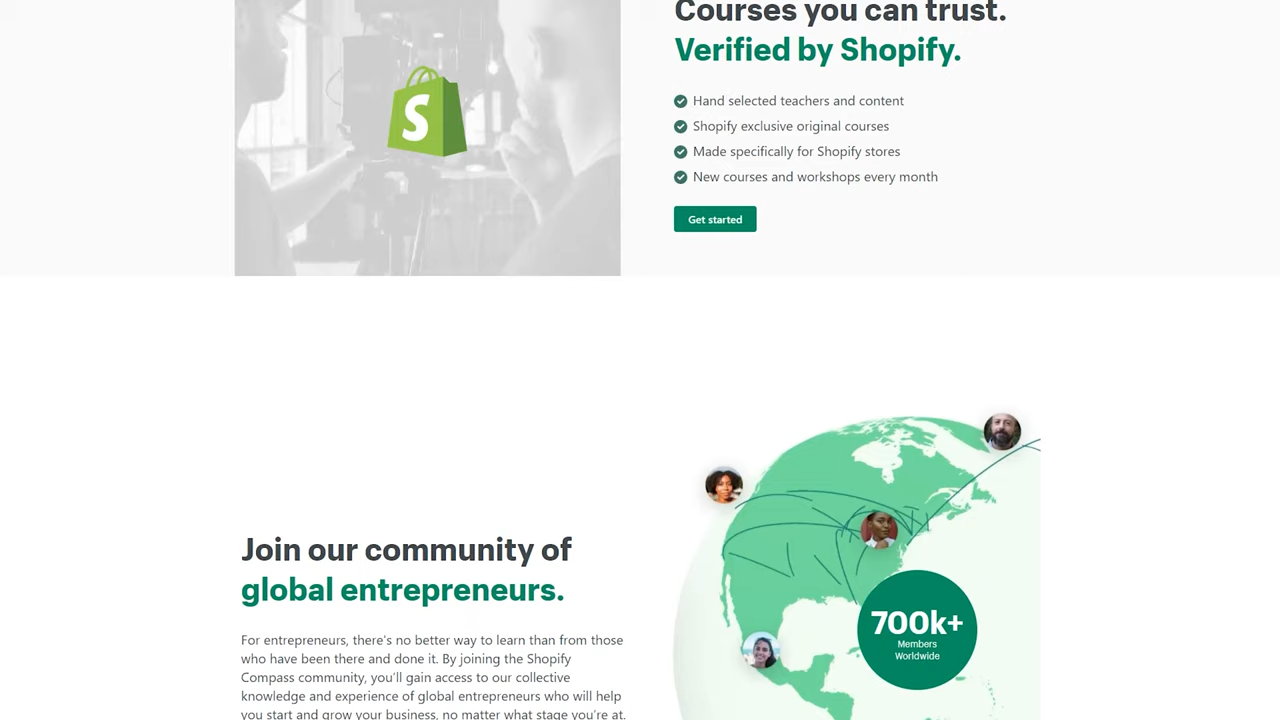 Courses you can trust.
Verified by Shopify.
Hand selected teachers and content
Shopify exclusive original courses
Made specifically for Shopify stores
New courses and workshops every month
Get started
S
Join our community of
global entrepreneurs.
For entrepreneurs, there's no better way to learn than from those
who have been there and done it. By joining the Shopify
Compass community, you'll gain access to our collective
knowledge and experience of global entrepreneurs who will help
you start and grow your business, no matter what stage you're at.
700k+
Members
Worldwide